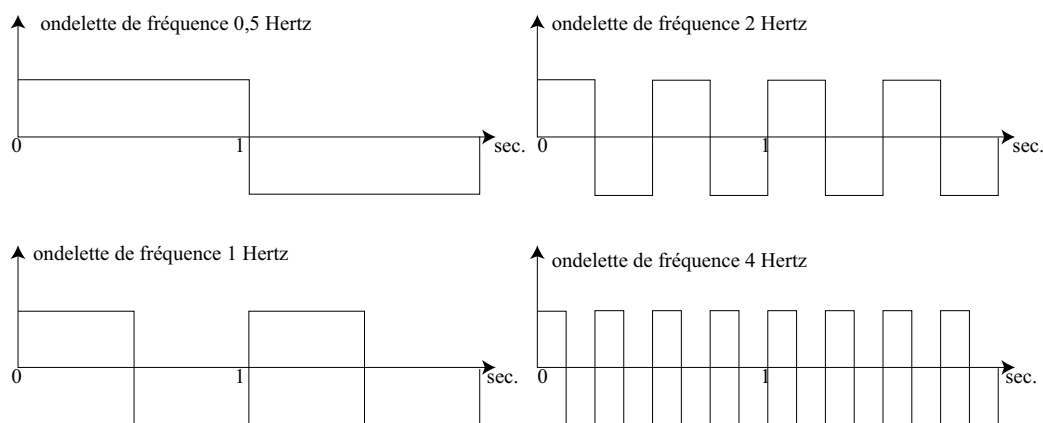 ondelette de fréquence 0,5 Hertz
0
1
sec.
ondelette de fréquence 2 Hertz
0
1
sec.
ondelette de fréquence 1 Hertz
0
1
sec.
ondelette de fréquence 4 Hertz
0
1
sec.